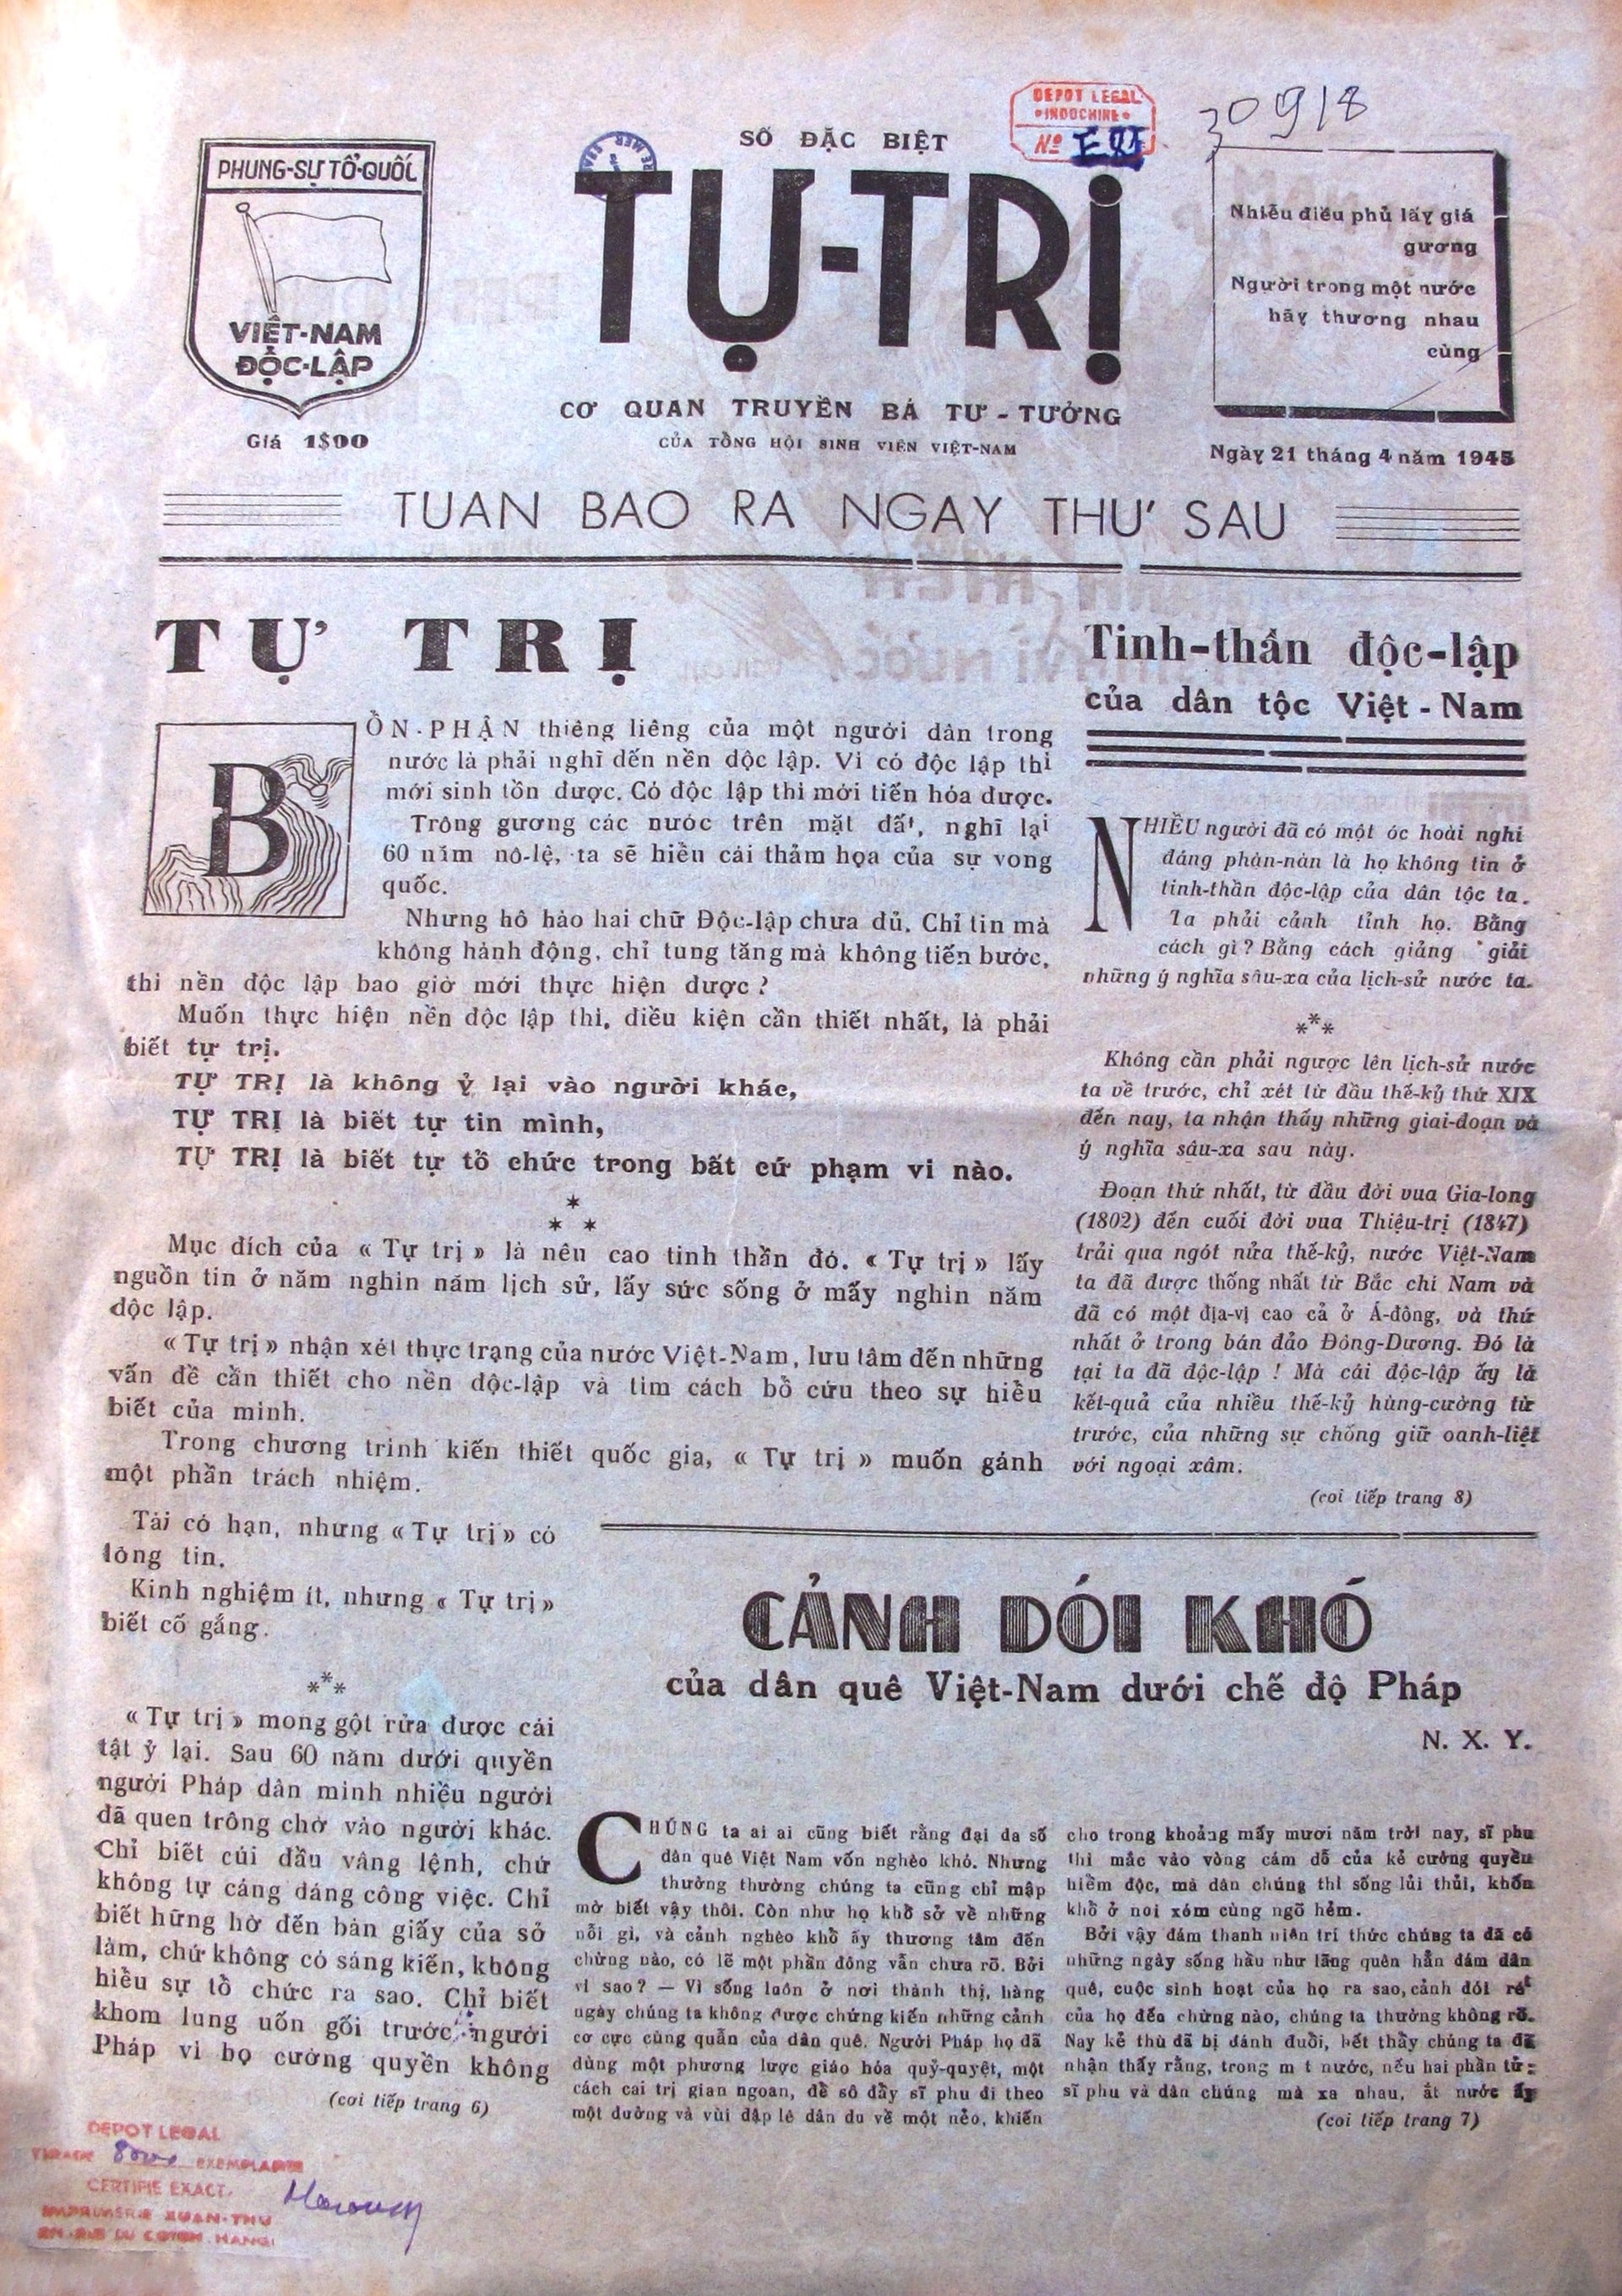 30918
DEPOT LEGAL
INDOCHINE
Nº
SỐ ĐẶC BIỆT
PHUNG-SỰ TỔ-QUỐC
VIỆT-NAM
ĐỘC-LẬP
Giá 1$00
TỰ-TRỊ
CƠ QUAN TRUYỀN BÁ TƯ-TƯỞNG
CỦA TỔNG HỘI SINH VIÊN VIỆT-NAM
Nhiễu điều phủ lấy giá
gương
Người trong một nước
hãy thương nhau
cùng
Ngày 21 tháng 4 năm 1945
TUAN BAO RA NGAY THƯ SAU
TỰ TRỊ
BỒN-PHẬN thiêng liêng của một người dân trong
nước là phải nghĩ dến nền dộc lập. Vì có độc lập thì
mới sinh tồn dược. Có dộc lập thì mới tiến hóa dược.
Trông gương các nước trên mặt dất, nghĩ lại
60 năm nô-lệ, ta sẽ hiểu cái thảm họa của sự vong
quốc.
Nhưng hô hào hai chữ Độc-lập chưa dủ. Chỉ tin mà
không hành động, chỉ tung tăng mà không tiến bước,
thì nền dộc lập bao giờ mới thực hiện dược ?
Muốn thực hiện nền dộc lập thì, diều kiện cần thiết nhất, là phải
biết tự trị.
TỰ TRỊ là không ỷ lại vào người khác,
TỰ TRỊ là biết tự tin mình,
TỰ TRỊ là biết tự tổ chức trong bất cứ phạm vi nào.
* * *
Mục dích của « Tự trị » là nêu cao tinh thần đó. « Tự trị » lấy
nguồn tin ở năm nghìn năm lịch sử, lấy sức sống ở mấy nghìn năm
dộc lập.
« Tự trị » nhận xét thực trạng của nước Việt-Nam, lưu tâm đến những
vấn đề cần thiết cho nền dộc-lập và tìm cách bổ cứu theo sự hiểu
biết của mình.
Trong chương trình kiến thiết quốc gia, « Tự trị » muốn gánh
một phần trách nhiệm.
Tài có hạn, nhưng « Tự trị » có
lòng tin.
Kinh nghiệm ít, nhưng « Tự trị »
biết cố gắng.
***
« Tự trị » mong gột rửa được cái
tật ỷ lại. Sau 60 năm dưới quyền
người Pháp dân mình nhiều người
đã quen trông chờ vào người khác.
Chỉ biết cúi đầu vâng lệnh, chứ
không tự cáng dáng công việc. Chỉ
biết hững hờ đến bàn giấy của sở
làm, chứ không có sáng kiến, không
hiểu sự tổ chức ra sao. Chỉ biết
khom lưng uốn gối trước người
Pháp vì họ cường quyền không
(coi tiếp trang 6)
Tinh-thần độc-lập
của dân tộc Việt-Nam
NHIỀU người đã có một óc hoài nghi
đáng phàn-nàn là họ không tin ở
tinh-thần độc-lập của dân tộc ta.
Ta phải cảnh tỉnh họ. Bằng
cách gì ? Bằng cách giảng giải
những ý nghĩa sâu-xa của lịch-sử nước ta.
***
Không cần phải ngược lên lịch-sử nước
ta về trước, chỉ xét từ đầu thế-kỷ thứ XIX
đến nay, ta nhận thấy những giai-đoạn và
ý nghĩa sâu-xa sau này.
Đoạn thứ nhất, từ đầu đời vua Gia-long
(1802) đến cuối đời vua Thiệu-trị (1847)
trải qua ngót nửa thế-kỷ, nước Việt-Nam
ta đã được thống nhất từ Bắc chí Nam và
đã có một địa-vị cao cả ở Á-đông, và thứ
nhất ở trong bán đảo Đông-Dương. Đó là
tại ta đã độc-lập ! Mà cái độc-lập ấy là
kết-quả của nhiều thế-kỷ hùng-cường từ
trước, của những sự chống giữ oanh-liệt
với ngoại xâm.
(coi tiếp trang 8)
CẢNH DÓI KHÓ
của dân quê Việt-Nam dưới chế độ Pháp
N. X. Y.
CHÚNG ta ai ai cũng biết rằng đại da số
dân quê Việt Nam vốn nghèo khó. Nhưng
thường thường chúng ta cũng chỉ mập
mờ biết vậy thôi. Còn như họ khổ sở về những
nỗi gì, và cảnh nghèo khổ ấy thương tâm đến
chừng nào, có lẽ một phần đông vẫn chưa rõ. Bởi
vì sao ? — Vì sống luôn ở nơi thành thị, hàng
ngày chúng ta không được chứng kiến những cảnh
cơ cực cùng quẫn của dân quê. Người Pháp họ đã
dùng một phương lược giáo hóa quỷ-quyệt, một
cách cai trị gian ngoan, để sô đẩy sĩ phu đi theo
một đường và vùi đập lê dân du về một nẻo, khiến
cho trong khoảng mấy mươi năm trời nay, sĩ phu
thì mắc vào vòng cám dỗ của kẻ cường quyền
hiểm độc, mà dân chúng thì sống lủi thủi, khốn
khổ ở noi xóm cùng ngõ hẻm.
Bởi vậy đám thanh niên trí thức chúng ta đã có
những ngày sống hầu như lãng quên hẳn đám dân
quê, cuộc sinh hoạt của họ ra sao, cảnh đói rét
của họ đến chừng nào, chúng ta thường không rõ.
Nay kẻ thù đã bị đánh đuổi, hết thảy chúng ta đã
nhận thấy rằng, trong m t nước, nếu hai phần tử:
sĩ phu và dân chúng mà xa nhau, ắt nước ấy
(coi tiếp trang 7)
DEPOT LEGAL
TIRAGE 8000 EXEMPLAIRES
CERTIFIE EXACT
IMPRIMERIE XUAN-THU